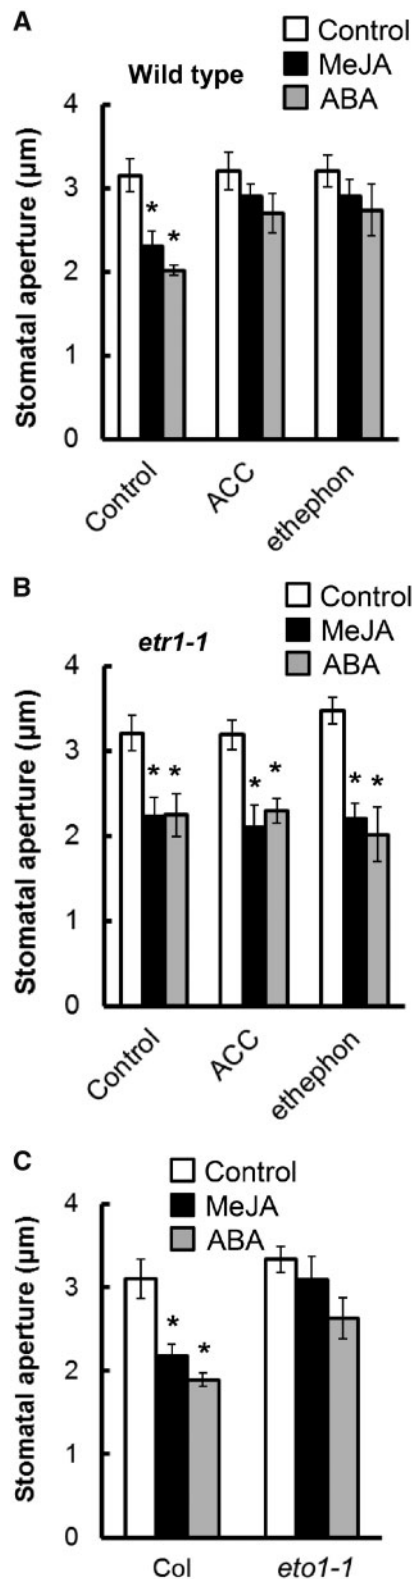 A
Control
MeJA
ABA
Wild type
Stomatal aperture (µm)
4
3
2
1
0
* *
Control
ACC
ethephon
B
Control
MeJA
ABA
etr1-1
Stomatal aperture (µm)
4
3
2
1
0
* * * * * *
Control
ACC
ethephon
C
Control
MeJA
ABA
Stomatal aperture (µm)
4
3
2
1
0
* *
Col eto1-1